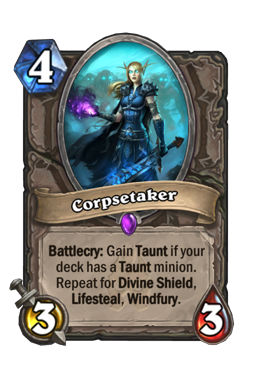 4
Corpsetaker
Battlecry: Gain Taunt if your
deck has a Taunt minion.
Repeat for Divine Shield,
Lifesteal, Windfury.
3 3